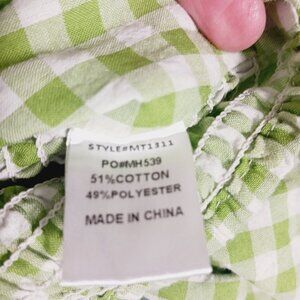 STYLE#MT1311
PO#MH539
51%COTTON
49%POLYESTER
MADE IN CHINA